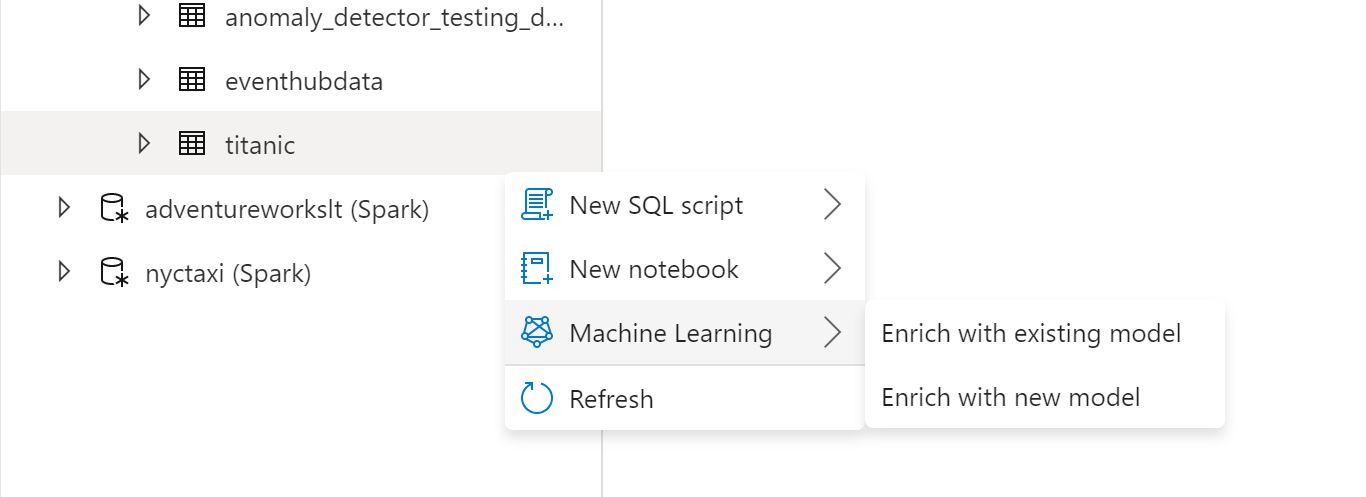 anomaly_detector_testing_d...
eventhubdata
titanic
adventureworkslt (Spark)
nyctaxi (Spark)
New SQL script
New notebook
Machine Learning
Refresh
Enrich with existing model
Enrich with new model